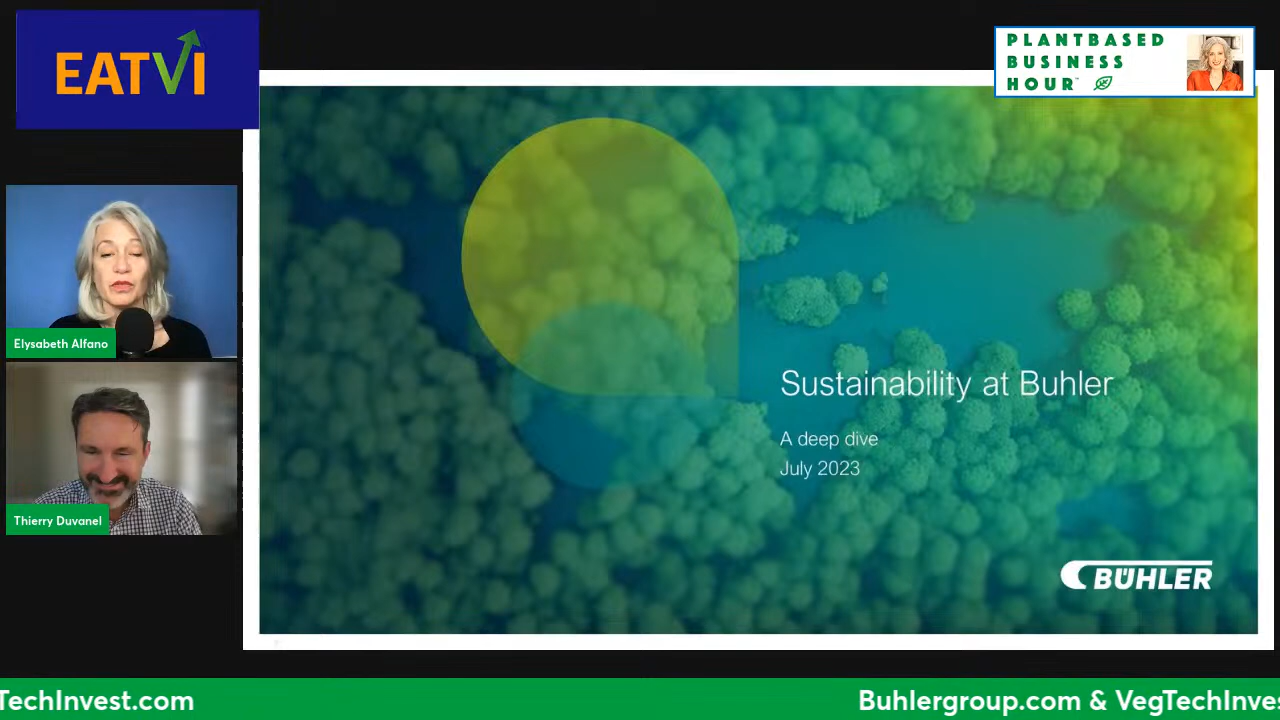 EATVI
PLANTBASED
BUSINESS
HOUR™
Elysabeth Alfano
Thierry Duvanel
Sustainability at Buhler
A deep dive
July 2023
BÜHLER
TechInvest.com
Buhlergroup.com & VegTechInves